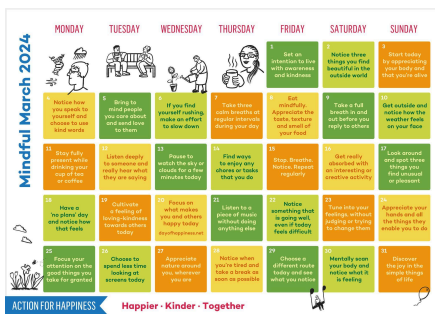 Mindful March 2024
MONDAY TUESDAY WEDNESDAY THURSDAY FRIDAY SATURDAY SUNDAY
1
Set an
intention to live
with awareness
and kindness
2
Notice three
things you find
beautiful in the
outside world
3
Start today
by appreciating
your body and
that you're alive
4
Notice how
you speak to
yourself and
choose to use
kind words
5
Bring to
mind people
you care about
and send love
to them
6
If you find
yourself rushing,
make an effort
to slow down
7
Take three
calm breaths at
regular intervals
during your day
8
Eat
mindfully.
Appreciate the
taste, texture
and smell of
your food
9
Take a full
breath in and
out before you
reply to others
10
Get outside and
notice how the
weather feels
on your face
11
Stay fully
present while
drinking your
cup of tea
or coffee
12
Listen deeply
to someone and
really hear what
they are saying
13
Pause to watch
the sky or clouds
for a few
minutes today
14
Find ways
to enjoy any
chores or tasks
that you do
15
Stop. Breathe.
Notice. Repeat
regularly
16
Get really
absorbed with an
interesting or
creative activity
17
Look around
and spot three
things you find
unusual or
pleasant
18
Have a
'no plans' day
and notice how
that feels
19
Cultivate
a feeling of
loving-kindness
towards others
today
20
Focus on
what makes you
and others
happy today
dayofhappiness.net
21
Listen to a
piece of music
without doing
anything else
22
Notice
something that
is going well,
even if today
feels difficult
23
Tune into your
feelings, without
judging or trying
to change them
24
Appreciate your
hands and all
the things they
enable you to do
25
Focus your
attention on the
good things you
take for granted
26
Choose to
spend less time
looking at
screens today
27
Appreciate
nature around
you, wherever
you are
28
Notice when
you're tired and
take a break as
soon as possible
29
Choose a
different route
today and see
what you notice
30
Mentally scan
your body and
notice what it
is feeling
31
Discover
the joy in the
simple things
of life
ACTION FOR HAPPINESS
Happier · Kinder · Together